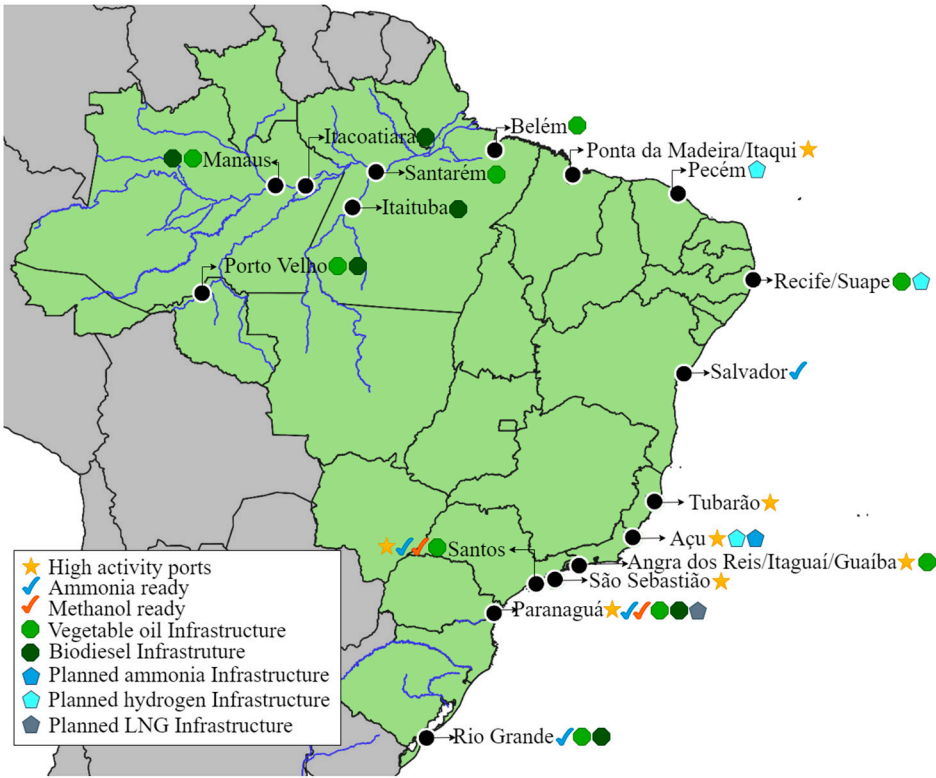 Belém
Itacoatiara
Ponta da Madeira/Itaqui
Manaus
Pecém
Santarém
Itaituba
Porto Velho
Recife/Suape
Salvador
Tubarão
Açu
Santos
Angra dos Reis/Itaguaí/Guaíba
São Sebastião
Paranaguá
Rio Grande
High activity ports
Ammonia ready
Methanol ready
Vegetable oil Infrastructure
Biodiesel Infrastruture
Planned ammonia Infrastructure
Planned hydrogen Infrastructure
Planned LNG Infrastructure